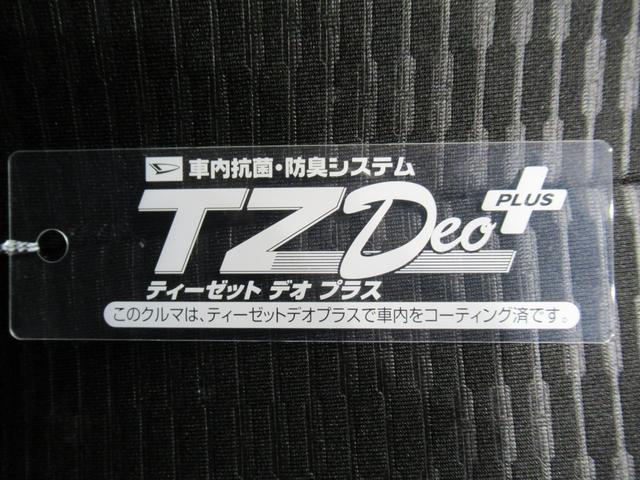 車内抗菌・防臭システム
TZ Deo PLUS
ティーゼット デオ プラス
このクルマは、ティーゼットデオプラスで車内をコーティング済です。